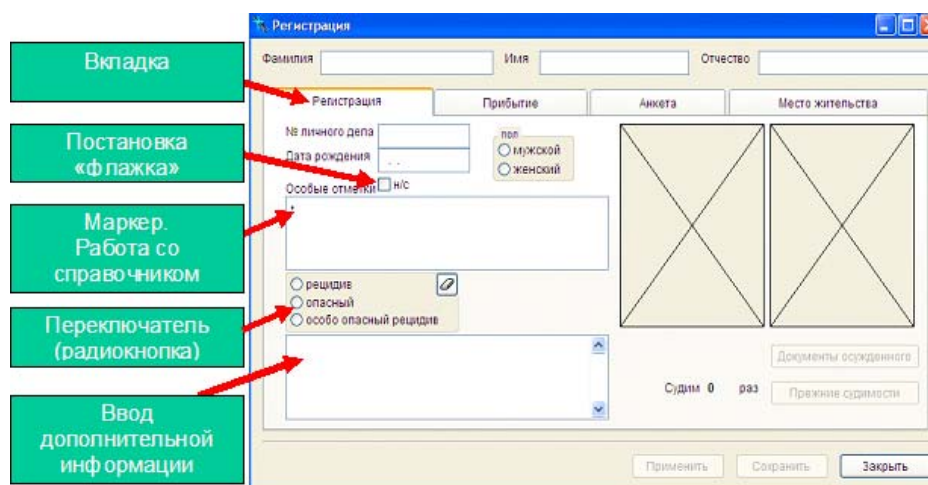 Регистрация
Фамилия Имя Отчество
Регистрация Прибытие Анкета Место жительства
№ личного дела
Дата рождения . .
пол
мужской
женский
Особые отметки н/с
рецидив
опасный
особо опасный рецидив
Документы осужденного
Судим 0 раз
Прежние судимости
Применить Сохранить Закрыть
Вкладка
Постановка
«флажка»
Маркер.
Работа со
справочником
Переключатель
(радиокнопка)
Ввод
дополнительной
информации